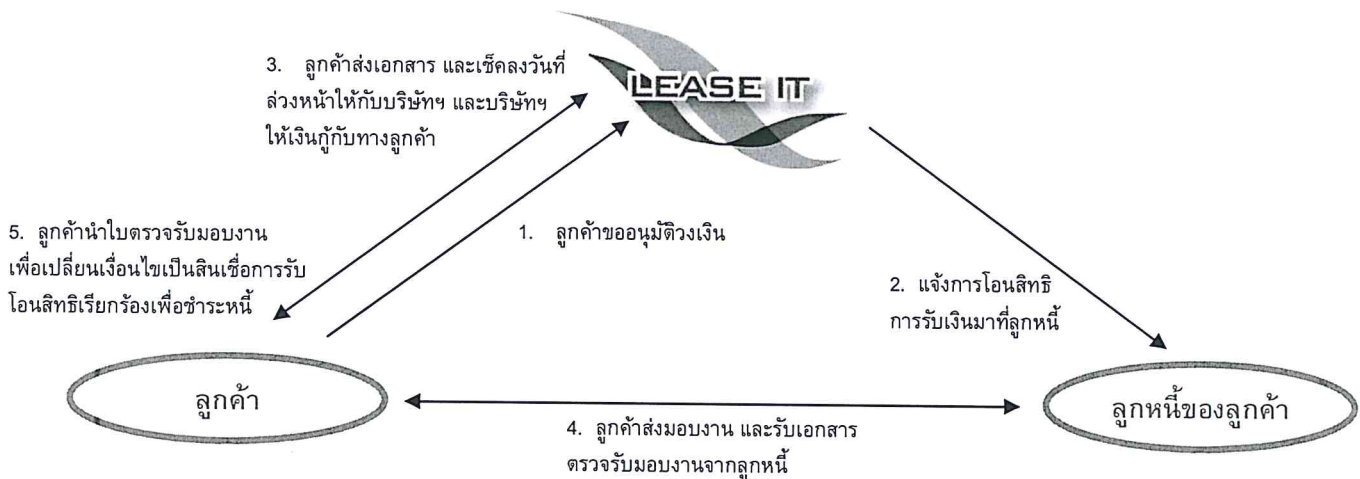 3. ลูกค้าส่งเอกสาร และเช็คลงวันที่
ล่วงหน้าให้กับบริษัทฯ และบริษัทฯ
ให้เงินกู้กับทางลูกค้า
LEASE IT
5. ลูกค้านำใบตรวจรับมอบงาน
เพื่อเปลี่ยนเงื่อนไขเป็นสินเชื่อการรับ
โอนสิทธิเรียกร้องเพื่อชำระหนี้
1. ลูกค้าขออนุมัติวงเงิน
2. แจ้งการโอนสิทธิ
การรับเงินมาที่ลูกหนี้
ลูกค้า
ลูกหนี้ของลูกค้า
4. ลูกค้าส่งมอบงาน และรับเอกสาร
ตรวจรับมอบงานจากลูกหนี้